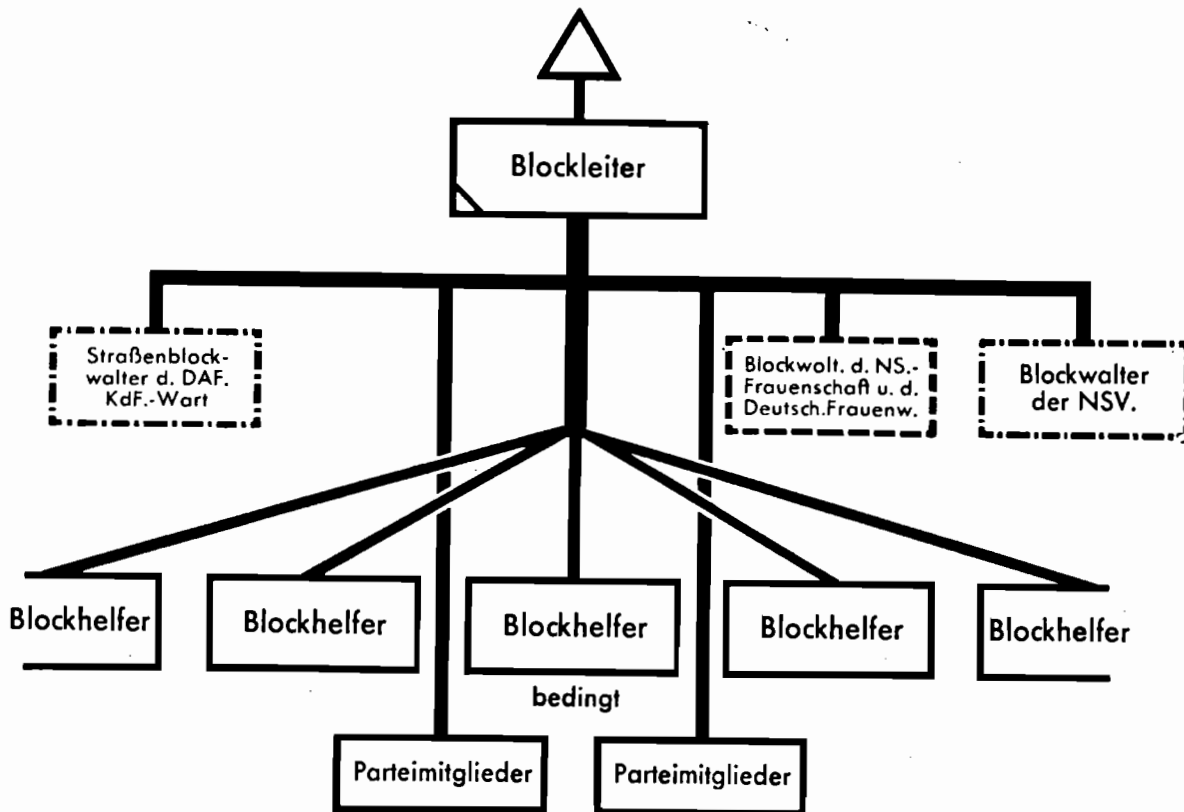 Blockleiter
Straßenblock-
walter d. DAF.
KdF.-Wart
Blockwolt. d. NS.-
Frauenschaft u. d.
Deutsch.Frauenw.
Blockwalter
der NSV.
Blockhelfer
Blockhelfer
Blockhelfer
Blockhelfer
Blockhelfer
bedingt
Parteimitglieder
Parteimitglieder